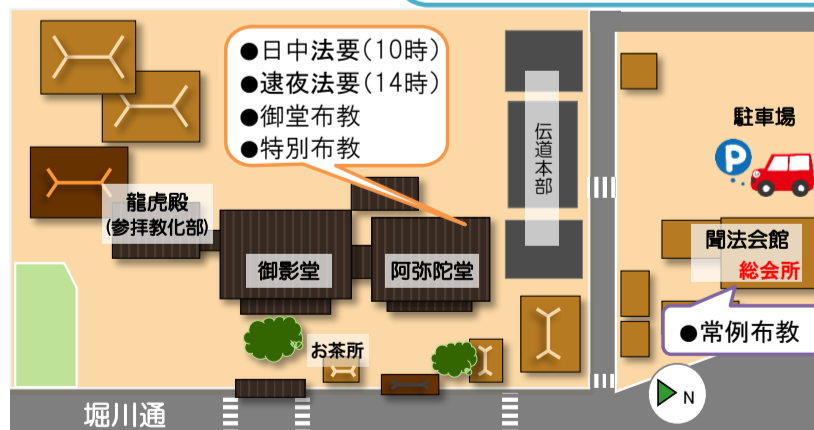 ●日中法要(10時)
●逮夜法要(14時)
●御堂布教
●特別布教
伝道本部
駐車場
P
龍虎殿
(参拝教化部)
御影堂
阿弥陀堂
聞法会館
総会所
●常例布教
お茶所
N
堀川通